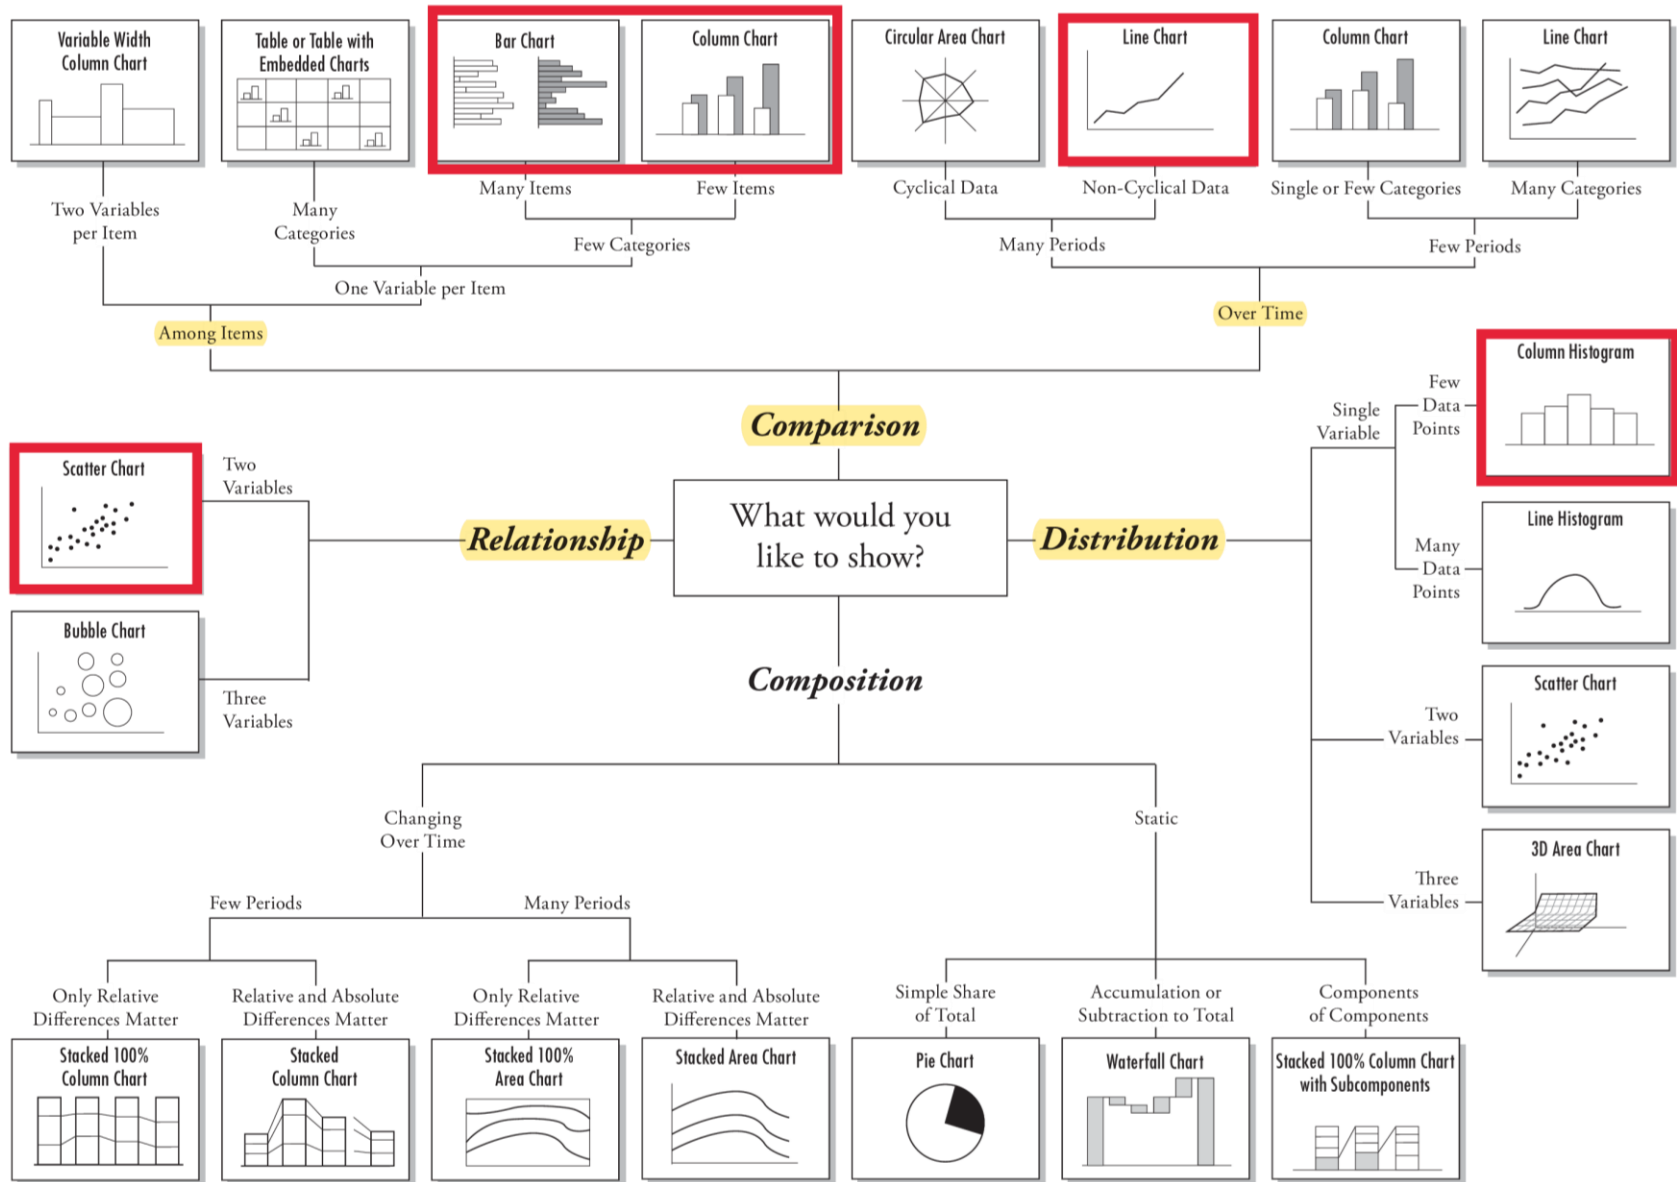 Variable Width
Column Chart
Table or Table with
Embedded Charts
Bar Chart
Column Chart
Circular Area Chart
Line Chart
Column Chart
Line Chart
Two Variables
per Item
Many
Categories
Many Items
Few Items
Cyclical Data
Non-Cyclical Data
Single or Few Categories
Many Categories
Few Categories
Many Periods
Few Periods
One Variable per Item
Among Items
Over Time
Comparison
What would you
like to show?
Relationship
Two
Variables
Scatter Chart
Three
Variables
Bubble Chart
Distribution
Single
Variable
Few
Data
Points
Column Histogram
Many
Data
Points
Line Histogram
Two
Variables
Scatter Chart
Three
Variables
3D Area Chart
Composition
Changing
Over Time
Static
Few Periods
Many Periods
Only Relative
Differences Matter
Relative and Absolute
Differences Matter
Only Relative
Differences Matter
Relative and Absolute
Differences Matter
Simple Share
of Total
Accumulation or
Subtraction to Total
Components
of Components
Stacked 100%
Column Chart
Stacked
Column Chart
Stacked 100%
Area Chart
Stacked Area Chart
Pie Chart
Waterfall Chart
Stacked 100% Column Chart
with Subcomponents